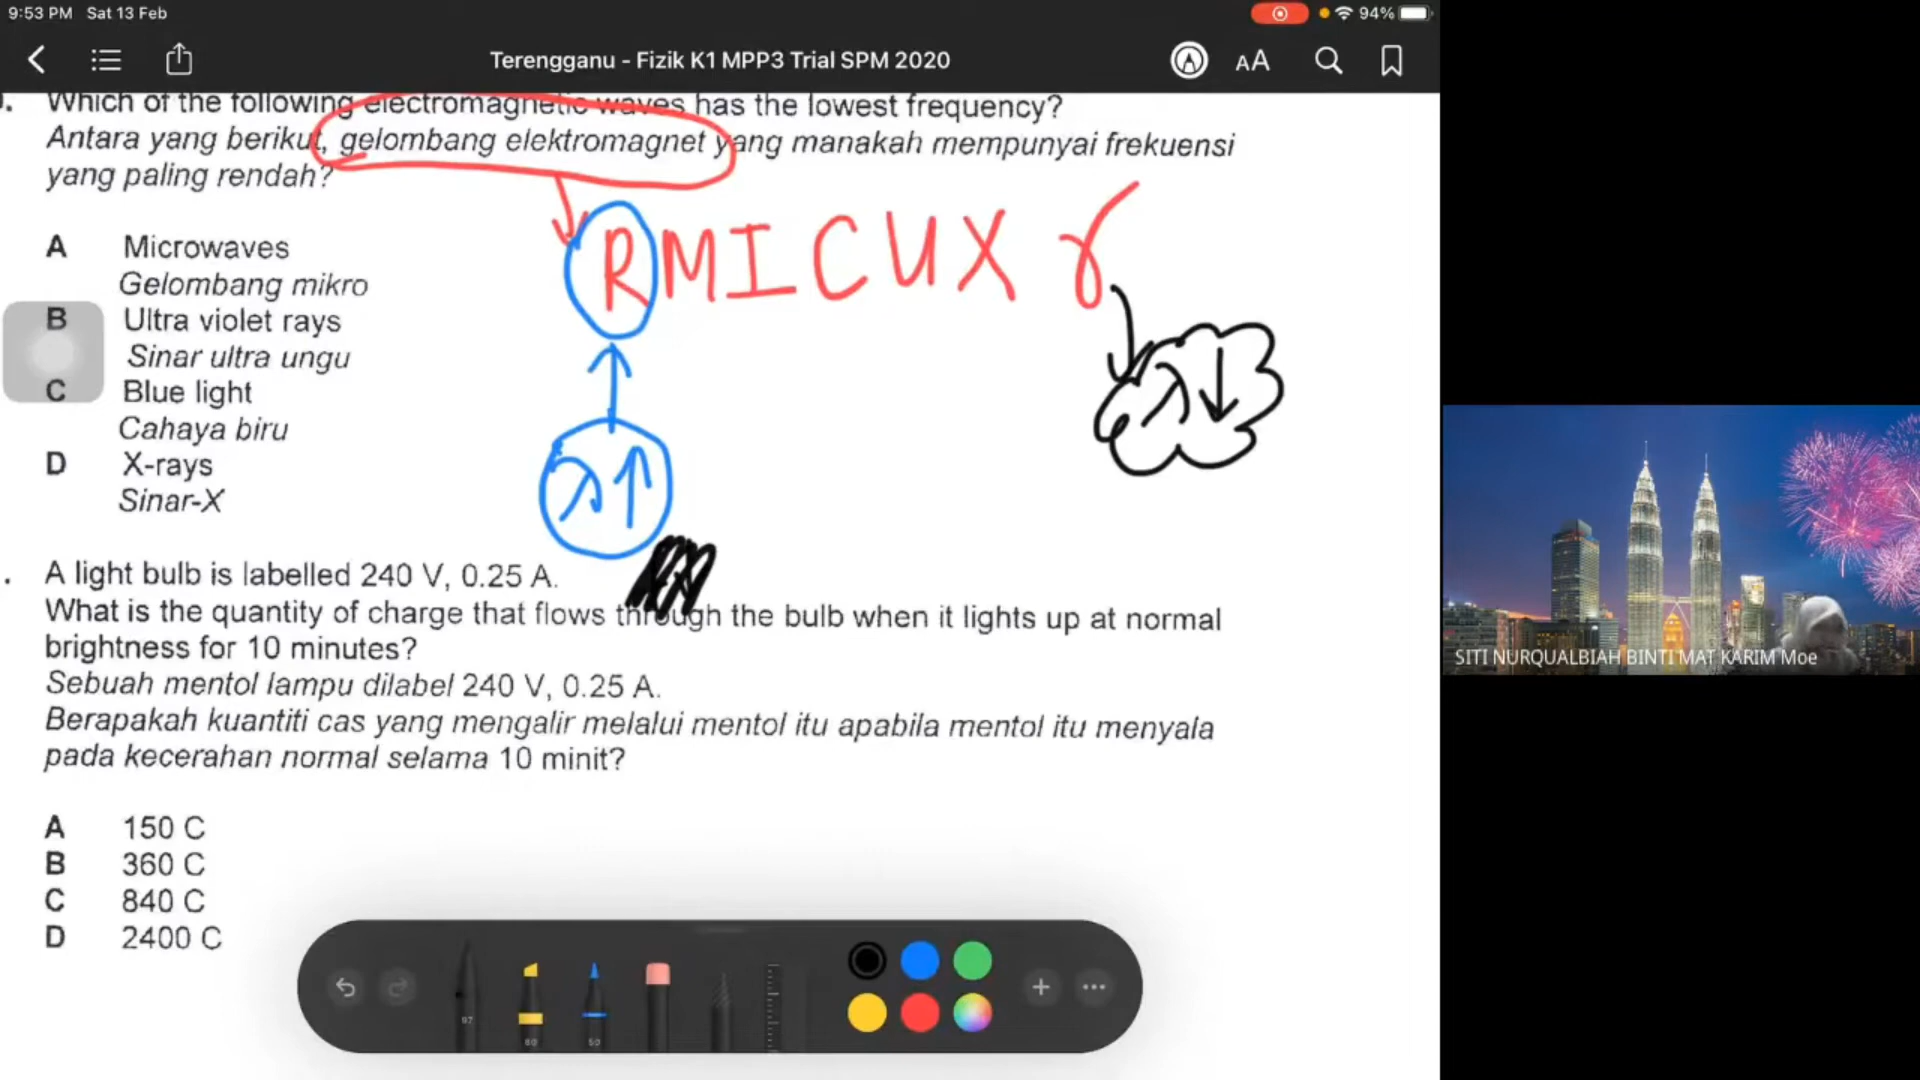 9:53 PM Sat 13 Feb
94%
AA
Terengganu - Fizik K1 MPP3 Trial SPM 2020
. Which of the following electromagnetic waves has the lowest frequency?
Antara yang berikut, gelombang elektromagnet yang manakah mempunyai frekuensi
yang paling rendah?
R M I C U X γ
A Microwaves
Gelombang mikro
B Ultra violet rays
Sinar ultra ungu
C Blue light
Cahaya biru
D X-rays
Sinar-X
λ↓
λ↑
. A light bulb is labelled 240 V, 0.25 A.
What is the quantity of charge that flows through the bulb when it lights up at normal
brightness for 10 minutes?
Sebuah mentol lampu dilabel 240 V, 0.25 A.
Berapakah kuantiti cas yang mengalir melalui mentol itu apabila mentol itu menyala
pada kecerahan normal selama 10 minit?
A 150 C
B 360 C
C 840 C
D 2400 C
97
80
50
SITI NURQUALBIAH BINTI MAT KARIM Moe